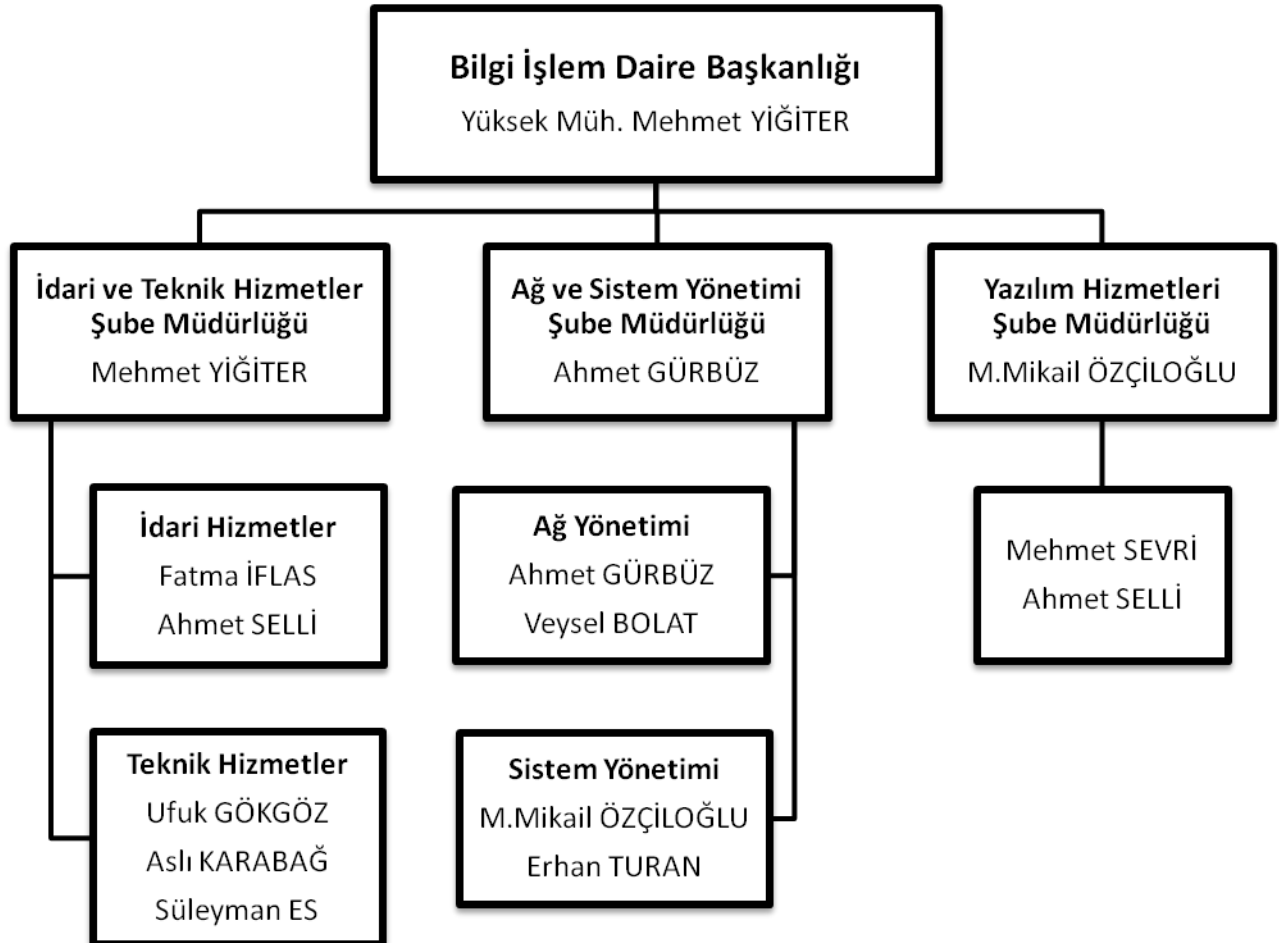 Bilgi İşlem Daire Başkanlığı
Yüksek Müh. Mehmet YİĞİTER
İdari ve Teknik Hizmetler
Şube Müdürlüğü
Mehmet YİĞİTER
Ağ ve Sistem Yönetimi
Şube Müdürlüğü
Ahmet GÜRBÜZ
Yazılım Hizmetleri
Şube Müdürlüğü
M.Mikail ÖZÇİLOĞLU
İdari Hizmetler
Fatma İFLAS
Ahmet SELLİ
Ağ Yönetimi
Ahmet GÜRBÜZ
Veysel BOLAT
Mehmet SEVRİ
Ahmet SELLİ
Teknik Hizmetler
Ufuk GÖKGÖZ
Aslı KARABAĞ
Süleyman ES
Sistem Yönetimi
M.Mikail ÖZÇİLOĞLU
Erhan TURAN